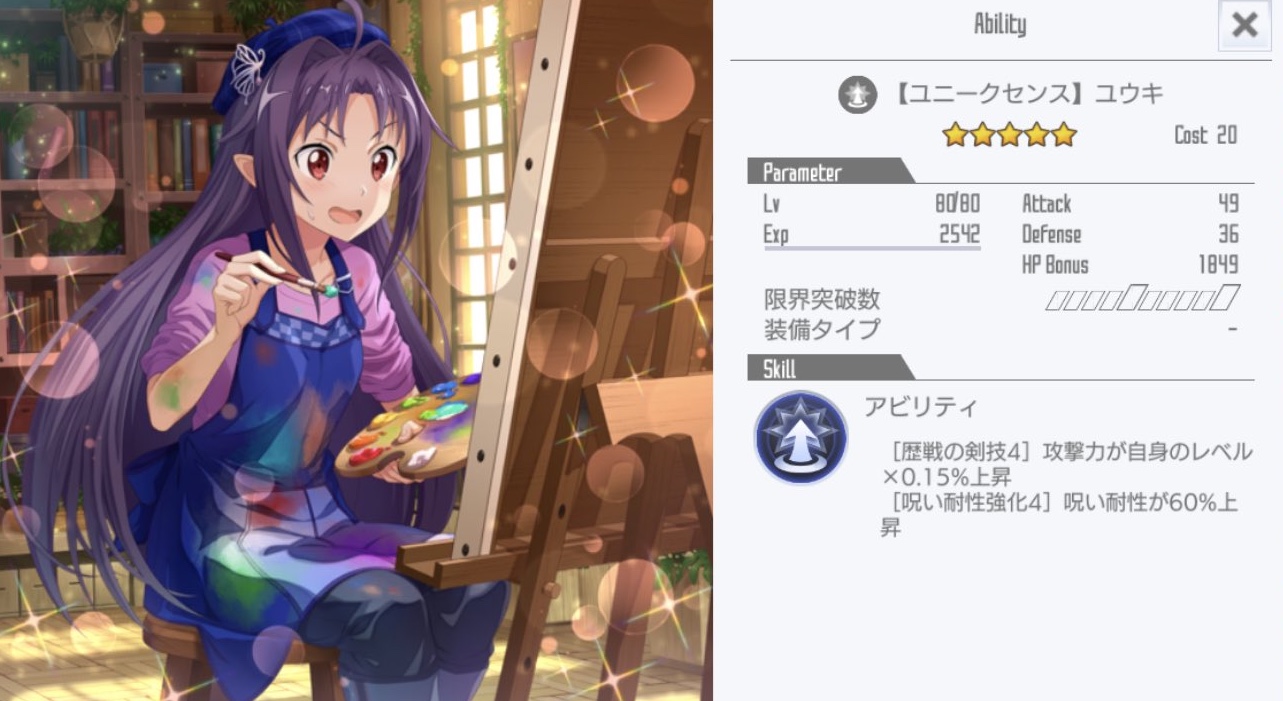 Ability
【ユニークセンス】ユウキ
Cost 20
Parameter
Lv 80/80 Attack 49
Exp 2542 Defense 36
HP Bonus 1849
限界突破数
装備タイプ -
Skill
アビリティ
［歴戦の剣技4］攻撃力が自身のレベル
×0.15%上昇
［呪い耐性強化4］呪い耐性が60%上
昇